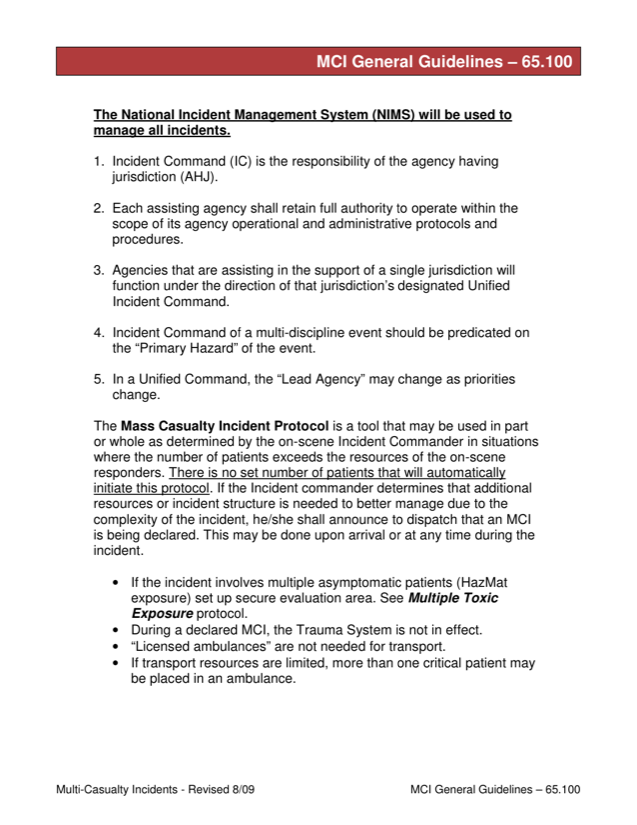 MCI General Guidelines – 65.100
The National Incident Management System (NIMS) will be used to
manage all incidents.
1. Incident Command (IC) is the responsibility of the agency having
jurisdiction (AHJ).
2. Each assisting agency shall retain full authority to operate within the
scope of its agency operational and administrative protocols and
procedures.
3. Agencies that are assisting in the support of a single jurisdiction will
function under the direction of that jurisdiction's designated Unified
Incident Command.
4. Incident Command of a multi-discipline event should be predicated on
the “Primary Hazard” of the event.
5. In a Unified Command, the “Lead Agency” may change as priorities
change.
The Mass Casualty Incident Protocol is a tool that may be used in part
or whole as determined by the on-scene Incident Commander in situations
where the number of patients exceeds the resources of the on-scene
responders. There is no set number of patients that will automatically
initiate this protocol. If the Incident commander determines that additional
resources or incident structure is needed to better manage due to the
complexity of the incident, he/she shall announce to dispatch that an MCI
is being declared. This may be done upon arrival or at any time during the
incident.
• If the incident involves multiple asymptomatic patients (HazMat
exposure) set up secure evaluation area. See Multiple Toxic
Exposure protocol.
• During a declared MCI, the Trauma System is not in effect.
• “Licensed ambulances” are not needed for transport.
• If transport resources are limited, more than one critical patient may
be placed in an ambulance.
Multi-Casualty Incidents - Revised 8/09 MCI General Guidelines – 65.100